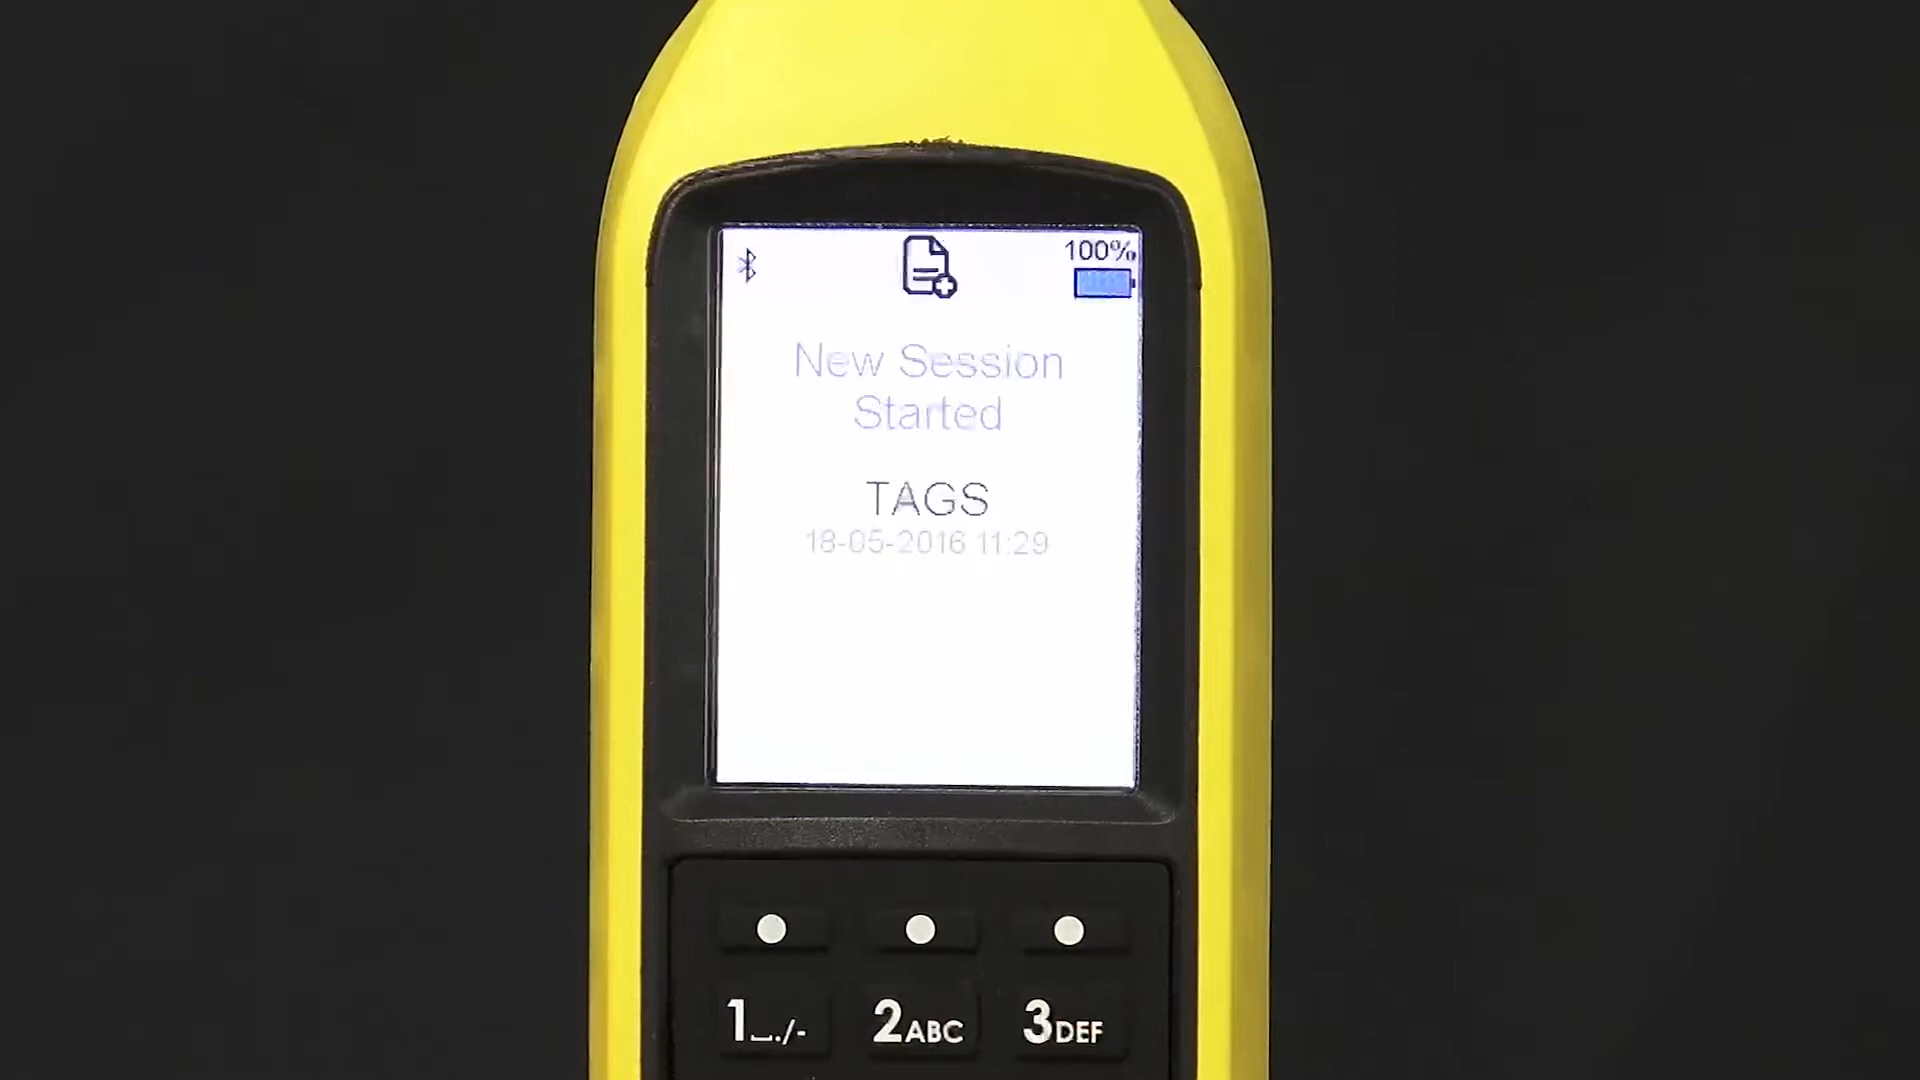 100%
New Session
Started
TAGS
18-05-2016 11:29
1 ./-
2ABC
3DEF